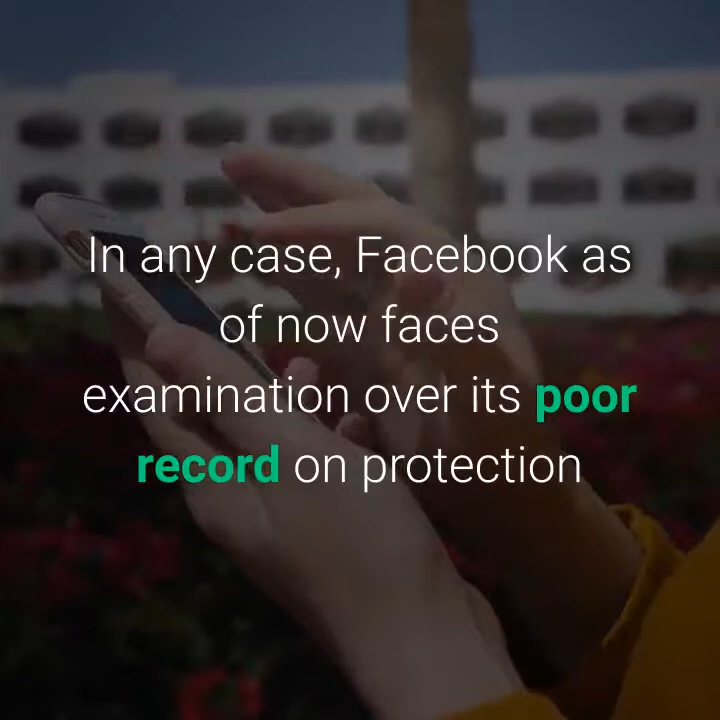 In any case, Facebook as
of now faces
examination over its poor
record on protection